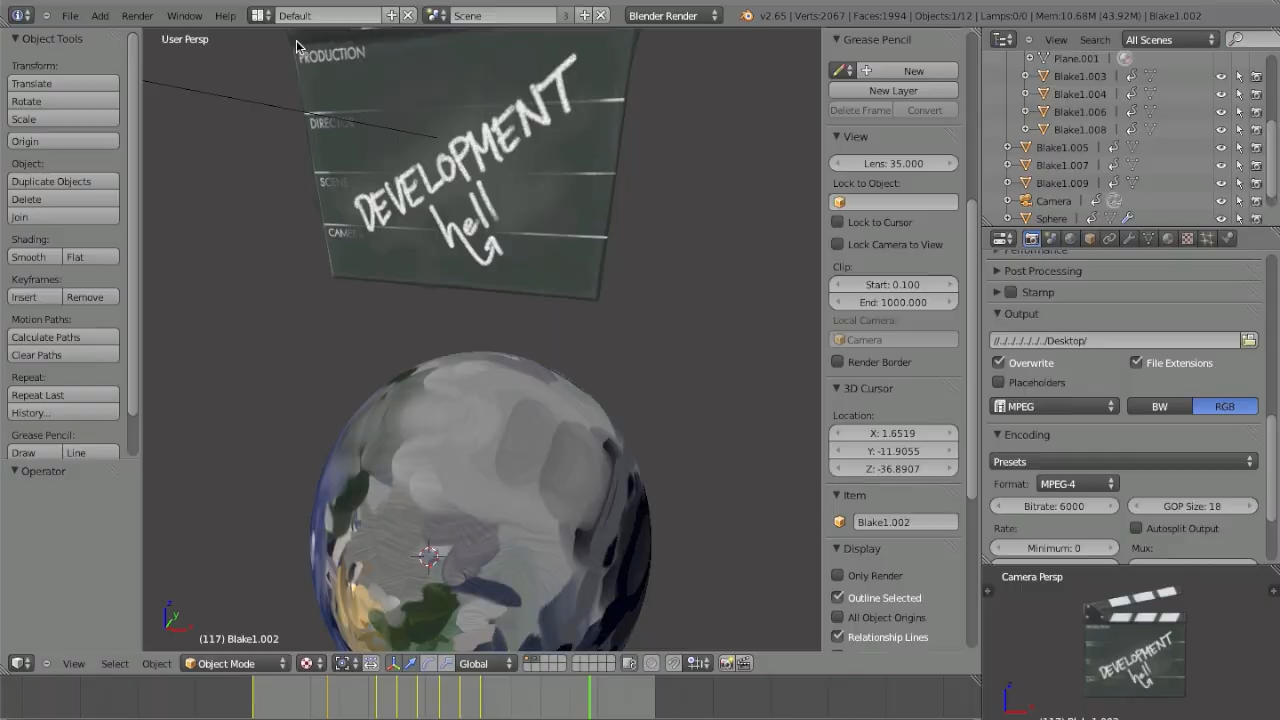 File Add Render Window Help Default Scene 3 Blender Render v2.65 | Verts:2067 | Faces:1994 | Objects:1/12 | Lamps:0/0 | Mem:10.68M (43.92M) | Blake1.002
Object Tools
Transform:
Translate
Rotate
Scale
Origin
Object:
Duplicate Objects
Delete
Join
Shading:
Smooth Flat
Keyframes:
Insert Remove
Motion Paths:
Calculate Paths
Clear Paths
Repeat:
Repeat Last
History...
Grease Pencil:
Draw Line
Operator
User Persp
PRODUCTION
SCENE
DEVELOPMENT
hell
(117) Blake1.002
View Select Object Object Mode Global
Grease Pencil
New
New Layer
Delete Frame Convert
View
Lens: 35.000
Lock to Object:
Lock to Cursor
Lock Camera to View
Clip:
Start: 0.100
End: 1000.000
Local Camera:
Camera
Render Border
3D Cursor
Location:
X: 1.6519
Y: -11.9055
Z: -36.8907
Item
Blake1.002
Display
Only Render
Outline Selected
All Object Origins
Relationship Lines
View Search All Scenes
Plane.001
Blake1.003
Blake1.004
Blake1.006
Blake1.008
Blake1.005
Blake1.007
Blake1.009
Camera
Sphere
Post Processing
Stamp
Output
//../../../../../../Desktop/
Overwrite File Extensions
Placeholders
MPEG BW RGB
Encoding
Presets
Format: MPEG-4
Bitrate: 6000 GOP Size: 18
Rate: Autosplit Output
Minimum: 0 Mux:
Camera Persp
DEVELOPMENT
hell